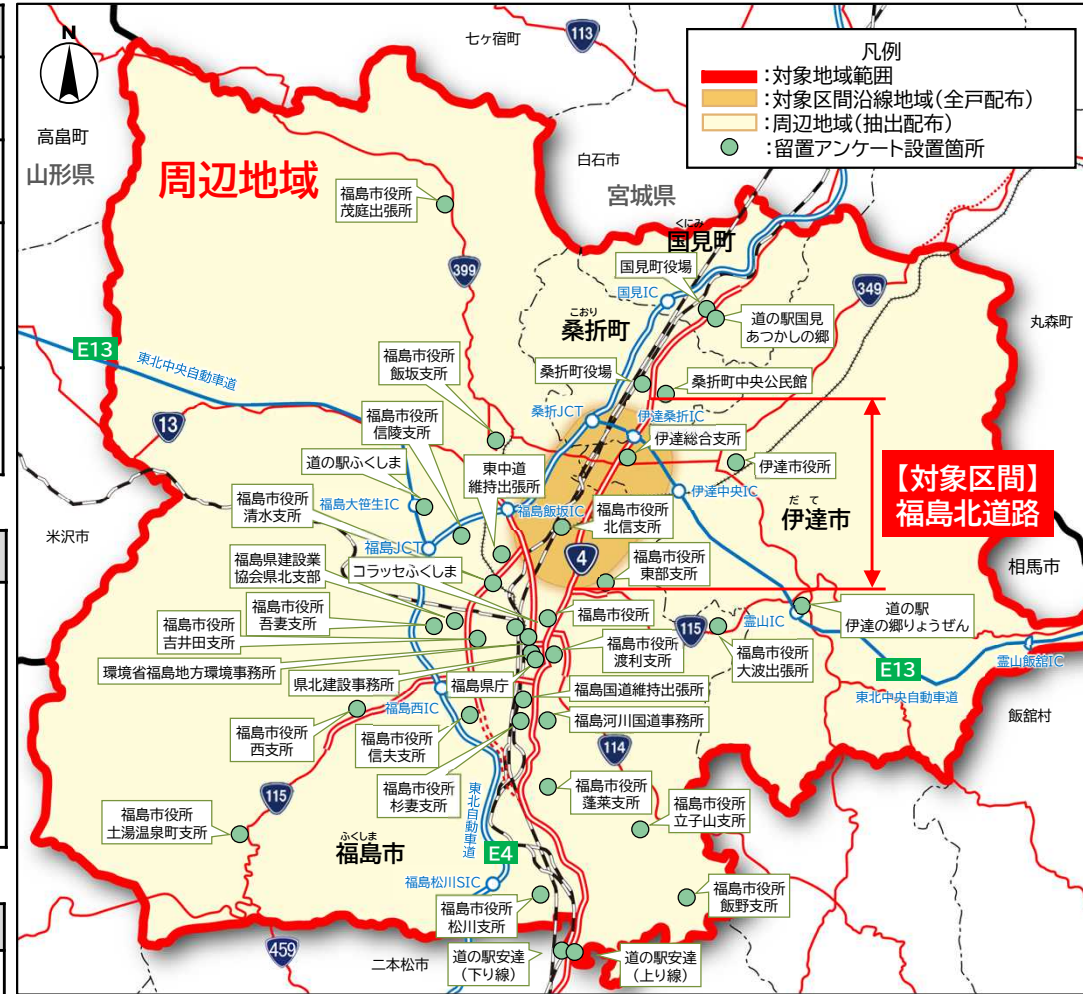 N
七ヶ宿町
113
凡例
:対象地域範囲
:対象区間沿線地域(全戸配布)
:周辺地域(抽出配布)
:留置アンケート設置箇所
高畠町
山形県
周辺地域
白石市
宮城県
福島市役所
茂庭出張所
くにみ
国見町
国見町役場
399
349
国見IC
道の駅国見
あつかしの郷
丸森町
こおり
桑折町
E13
東北中央自動車道
福島市役所
飯坂支所
桑折町役場
桑折町中央公民館
13
福島市役所
信陵支所
桑折JCT
伊達桑折IC
伊達総合支所
伊達市役所
【対象区間】
福島北道路
道の駅ふくしま
東中道
維持出張所
福島市役所
清水支所
福島大笹生IC
福島飯坂IC
伊達中央IC
だて
伊達市
米沢市
福島市役所
北信支所
福島JCT
4
福島県建設業
協会県北支部
コラッセふくしま
福島市役所
東部支所
相馬市
福島市役所
吾妻支所
福島市役所
霊山IC
道の駅
伊達の郷りょうぜん
福島市役所
吉井田支所
115
福島市役所
渡利支所
福島市役所
大波出張所
霊山飯舘IC
環境省福島地方環境事務所
E13
県北建設事務所
福島県庁
福島国道維持出張所
東北中央自動車道
福島西IC
福島市役所
西支所
福島市役所
信夫支所
福島河川国道事務所
飯舘村
114
福島市役所
杉妻支所
115
福島市役所
蓬莱支所
福島市役所
立子山支所
福島市役所
土湯温泉町支所
東北自動車道
ふくしま
福島市
E4
福島松川SIC
福島市役所
松川支所
福島市役所
飯野支所
459
二本松市
道の駅安達
(下り線)
道の駅安達
(上り線)